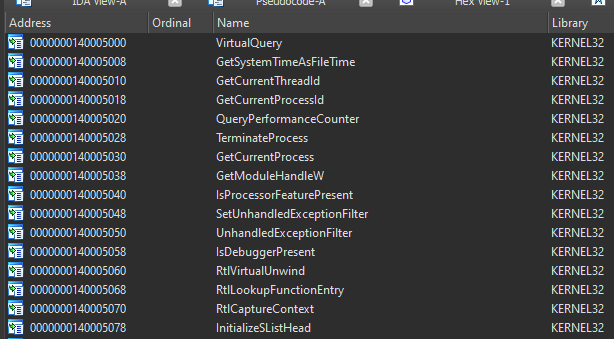 IDA View-A Pseudocode-A Hex View-1
Address Ordinal Name Library
0000000140005000 VirtualQuery KERNEL32
0000000140005008 GetSystemTimeAsFileTime KERNEL32
0000000140005010 GetCurrentThreadId KERNEL32
0000000140005018 GetCurrentProcessId KERNEL32
0000000140005020 QueryPerformanceCounter KERNEL32
0000000140005028 TerminateProcess KERNEL32
0000000140005030 GetCurrentProcess KERNEL32
0000000140005038 GetModuleHandleW KERNEL32
0000000140005040 IsProcessorFeaturePresent KERNEL32
0000000140005048 SetUnhandledExceptionFilter KERNEL32
0000000140005050 UnhandledExceptionFilter KERNEL32
0000000140005058 IsDebuggerPresent KERNEL32
0000000140005060 RtlVirtualUnwind KERNEL32
0000000140005068 RtlLookupFunctionEntry KERNEL32
0000000140005070 RtlCaptureContext KERNEL32
0000000140005078 InitializeSListHead KERNEL32